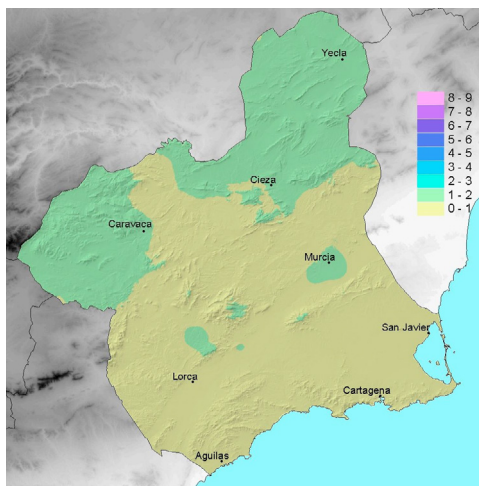 Yecla
8 - 9
7 - 8
6 - 7
5 - 6
4 - 5
3 - 4
2 - 3
1 - 2
0 - 1
Cieza
Caravaca
Murcia
San Javier
Lorca
Cartagena
Aguilas